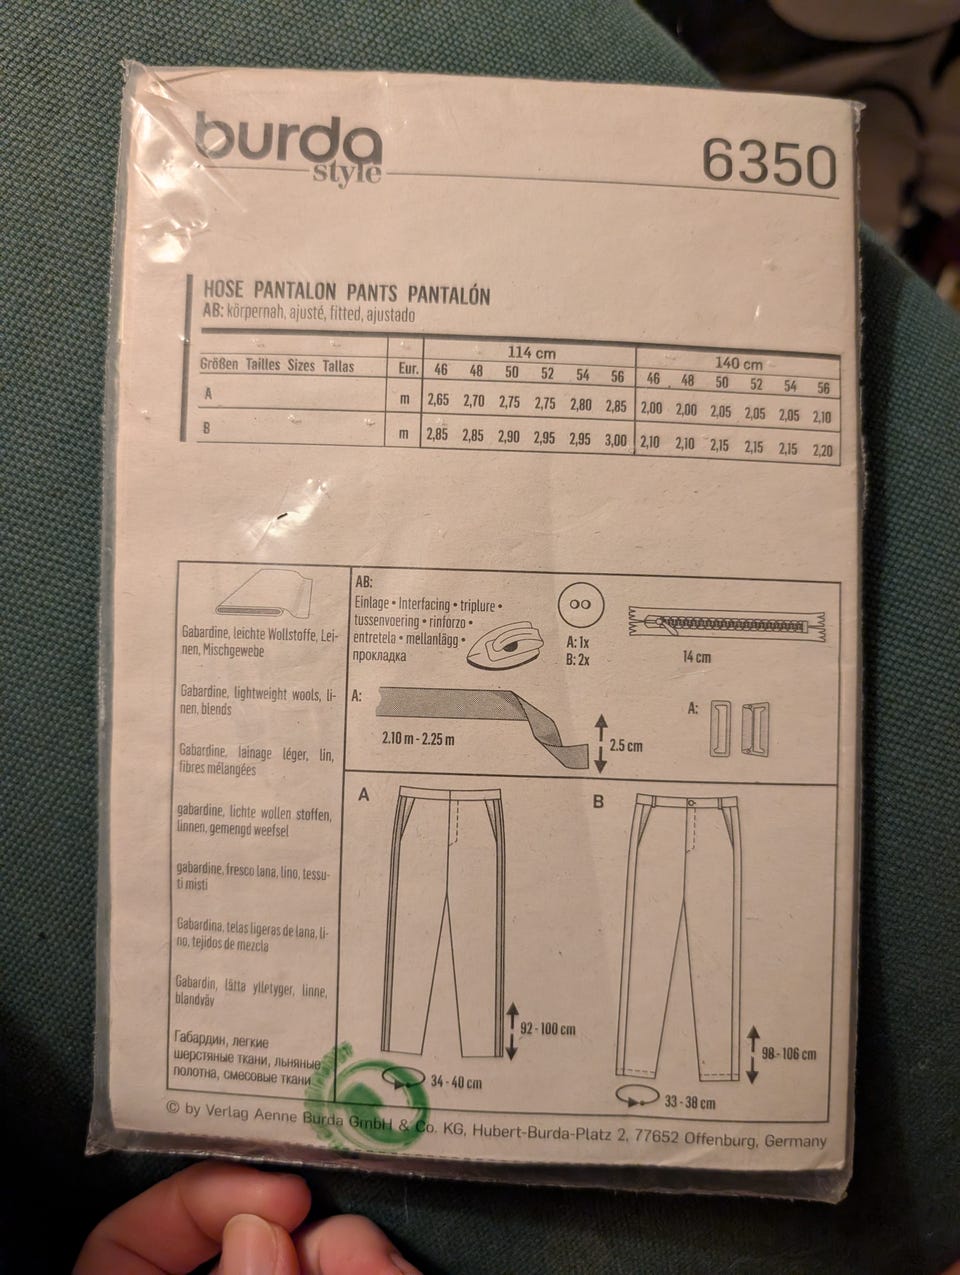 burda
style
6350
HOSE PANTALON PANTS PANTALÓN
AB: körpernah, ajusté, fitted, ajustado
114 cm 140 cm
Größen Tailles Sizes Tallas Eur. 46 48 50 52 54 56 46 48 50 52 54 56
A m 2,65 2,70 2,75 2,75 2,80 2,85 2,00 2,00 2,05 2,05 2,05 2,10
B m 2,85 2,85 2,90 2,95 2,95 3,00 2,10 2,10 2,15 2,15 2,15 2,20
Gabardine, leichte Wollstoffe, Lei-
nen, Mischgewebe
Gabardine, lightweight wools, li-
nen, blends
Gabardine, lainage léger, lin,
fibres mélangées
gabardine, lichte wollen stoffen,
linnen, gemengd weefsel
gabardine, fresco lana, lino, tessu-
ti misti
Gabardina, telas ligeras de lana, li-
no, tejidos de mezcla
Gabardin, lätta ylletyger, linne,
blandväv
Габардин, легкие
шерстяные ткани, льняные
полотна, смесовые ткани
AB:
Einlage • Interfacing • triplure •
tussenvoering • rinforzo •
entretela • mellanlägg •
прокладка
A: 1x
B: 2x
14 cm
A:
2.10 m - 2.25 m
2.5 cm
A:
A
92 - 100 cm
34 - 40 cm
B
98 - 106 cm
33 - 38 cm
© by Verlag Aenne Burda GmbH & Co. KG, Hubert-Burda-Platz 2, 77652 Offenburg, Germany